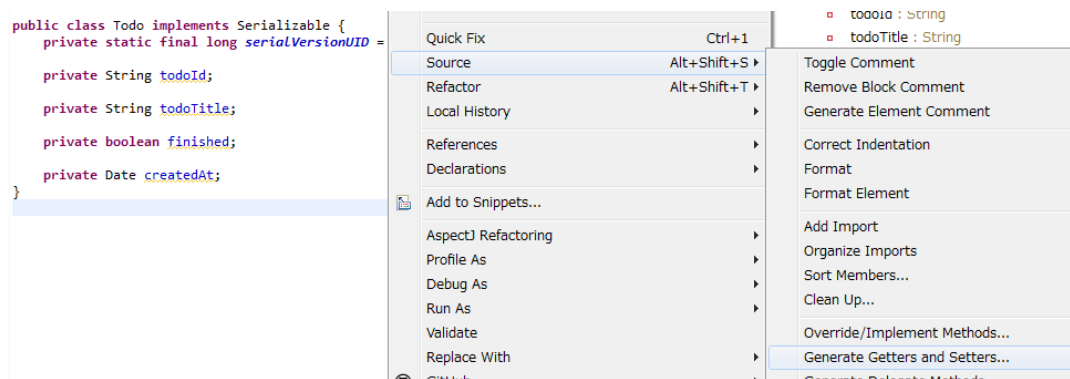 public class Todo implements Serializable {
private static final long serialVersionUID =
private String todoId;
private String todoTitle;
private boolean finished;
private Date createdAt;
}
Quick Fix Ctrl+1
Source Alt+Shift+S
Refactor Alt+Shift+T
Local History
References
Declarations
Add to Snippets...
AspectJ Refactoring
Profile As
Debug As
Run As
Validate
Replace With
GitHub
todoId : String
todoTitle : String
Toggle Comment
Remove Block Comment
Generate Element Comment
Correct Indentation
Format
Format Element
Add Import
Organize Imports
Sort Members...
Clean Up...
Override/Implement Methods...
Generate Getters and Setters...
Generate Delegate Methods...